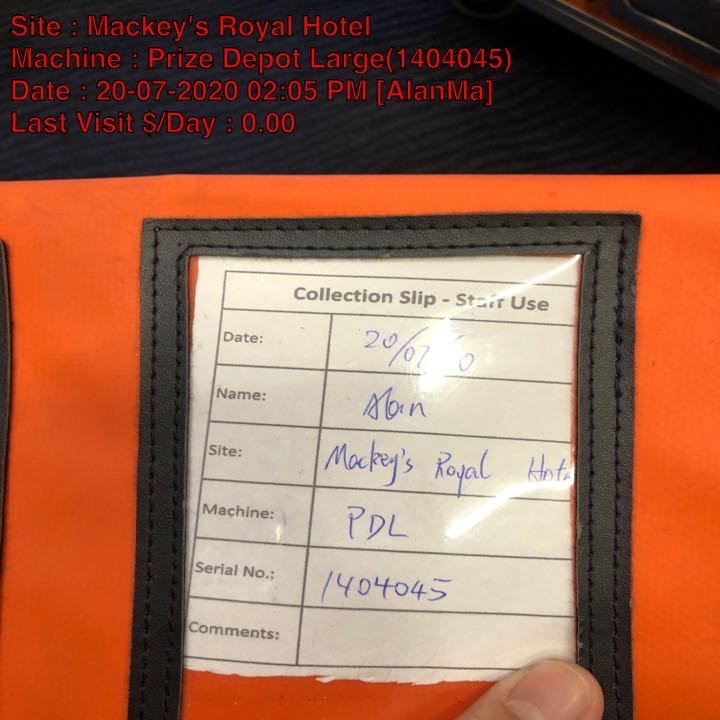 Site : Mackey's Royal Hotel
Machine : Prize Depot Large(1404045)
Date : 20-07-2020 02:05 PM [AlanMa]
Last Visit $/Day : 0.00
Collection Slip - Staff Use
Date:
Name: Alan
Site: Mackey's Royal Hote
Machine: PDL
Serial No.: 1404045
Comments: